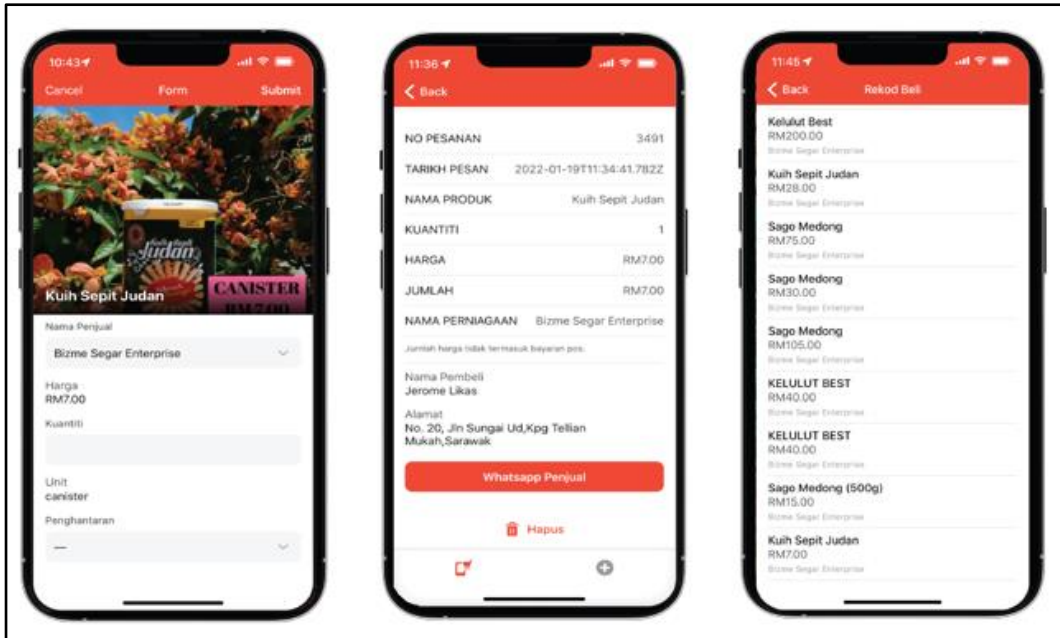 10:43
Cancel Form Submit
Judan
CANISTER
RM7.00
Kuih Sepit Judan
Nama Penjual
Bizme Segar Enterprise
Harga
RM7.00
Kuantiti
Unit
canister
Penghantaran
—
11:36
Back
NO PESANAN 3491
TARIKH PESAN 2022-01-19T11:34:41.782Z
NAMA PRODUK Kuih Sepit Judan
KUANTITI 1
HARGA RM7.00
JUMLAH RM7.00
NAMA PERNIAGAAN Bizme Segar Enterprise
Jumlah harga tidak termasuk bayaran pos.
Nama Pembeli
Jerome Likas
Alamat
No. 20, Jln Sungai Ud,Kpg Tellian
Mukah,Sarawak
Whatsapp Penjual
Hapus
11:45
Back Rekod Beli
Kelulut Best
RM200.00
Bizme Segar Enterprise
Kuih Sepit Judan
RM28.00
Bizme Segar Enterprise
Sago Medong
RM75.00
Bizme Segar Enterprise
Sago Medong
RM30.00
Bizme Segar Enterprise
Sago Medong
RM105.00
Bizme Segar Enterprise
KELULUT BEST
RM40.00
Bizme Segar Enterprise
KELULUT BEST
RM40.00
Bizme Segar Enterprise
Sago Medong (500g)
RM15.00
Bizme Segar Enterprise
Kuih Sepit Judan
RM7.00
Bizme Segar Enterprise